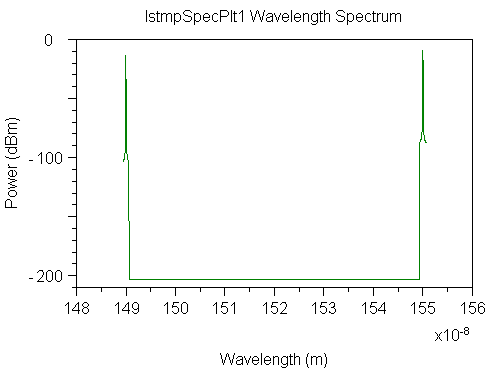 lstmpSpecPlt1 Wavelength Spectrum
0
-100
-200
Power (dBm)
148 149 150 151 152 153 154 155 156
x10-8
Wavelength (m)